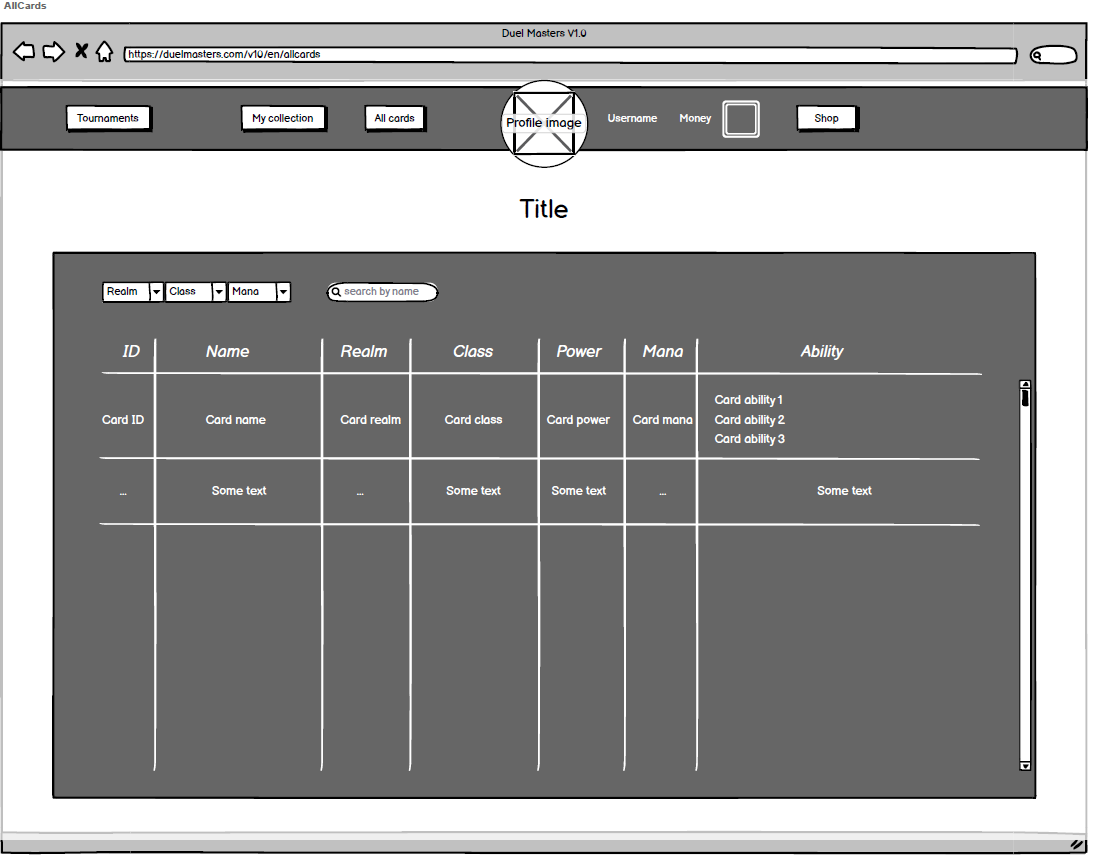 AllCards
Duel Masters V1.0
https://duelmasters.com/v10/en/allcards
Tournaments
My collection
All cards
Profile image
Username
Money
Shop
Title
Realm
Class
Mana
search by name
ID Name Realm Class Power Mana Ability
Card ID Card name Card realm Card class Card power Card mana
Card ability 1
Card ability 2
Card ability 3
... Some text ... Some text Some text ... Some text